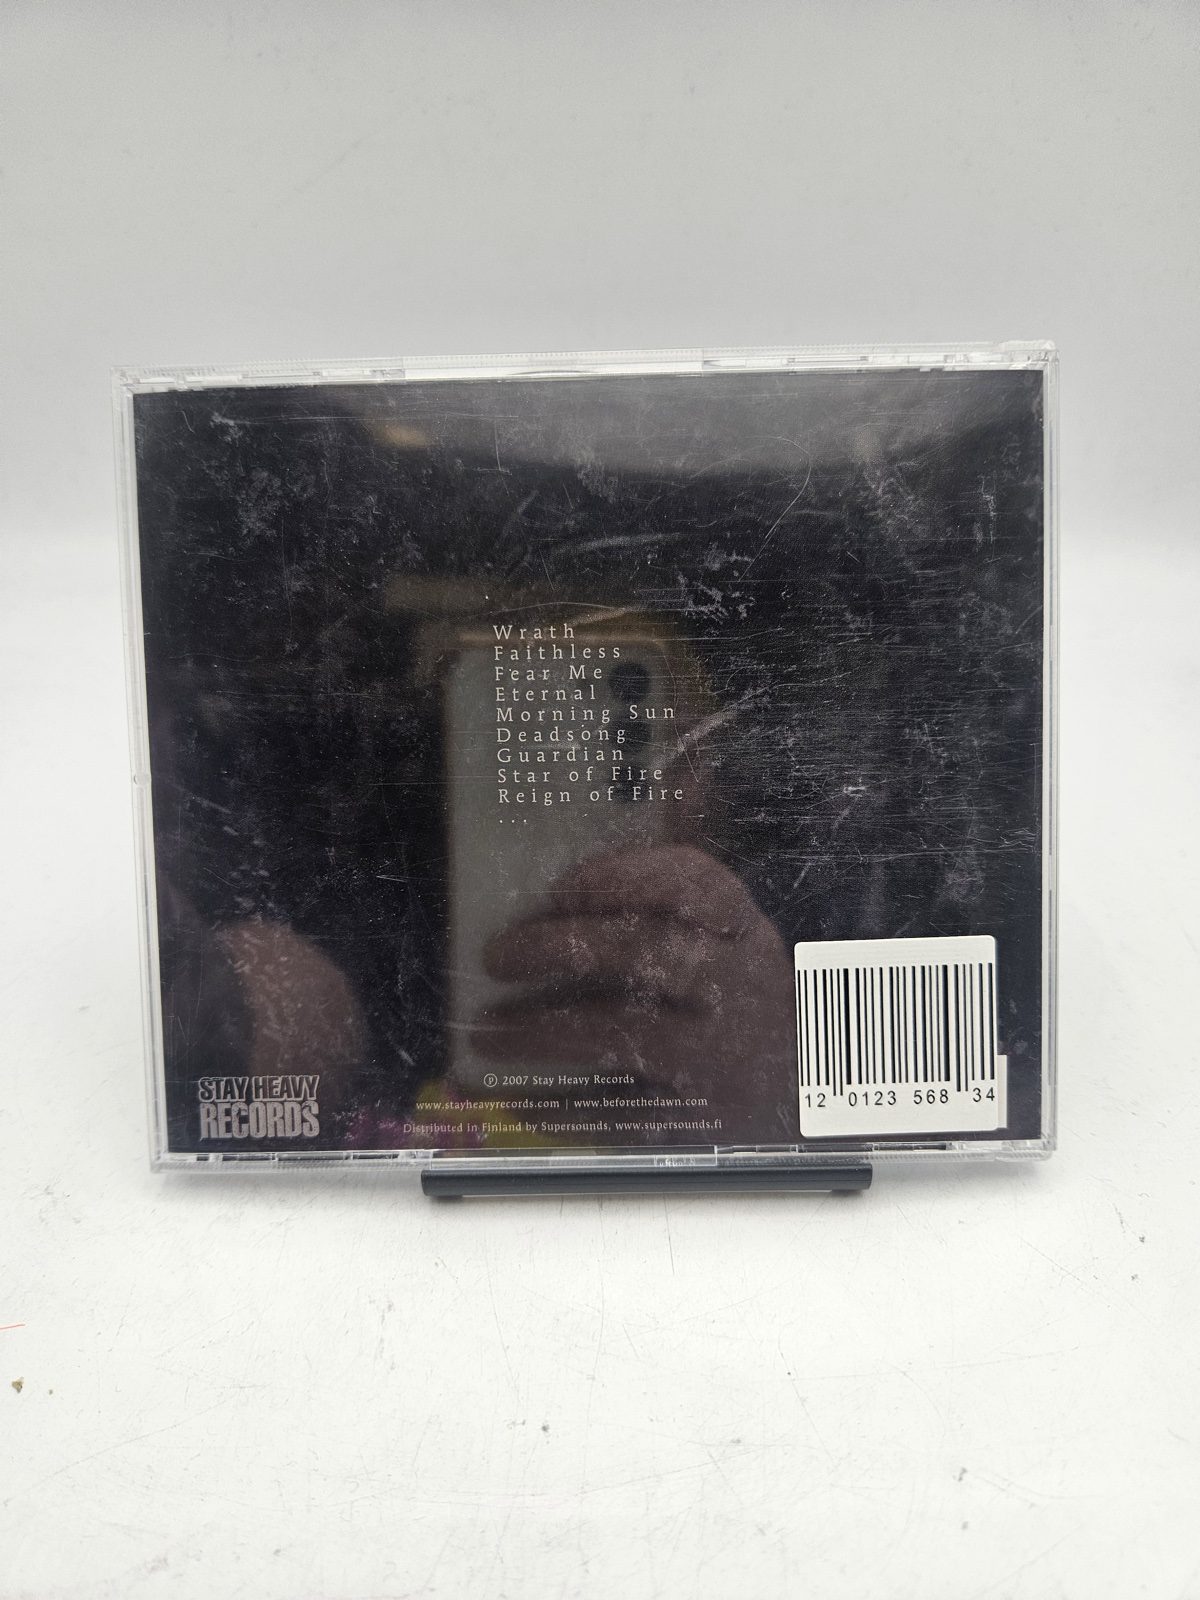 Wrath
Faithless
Fear Me
Eternal
Morning Sun
Deadsong
Guardian
Star of Fire
Reign of Fire
...
℗ 2007 Stay Heavy Records
www.stayheavyrecords.com | www.beforethedawn.com
Distributed in Finland by Supersounds, www.supersounds.fi
STAY HEAVY
RECORDS
12 0123 568 34